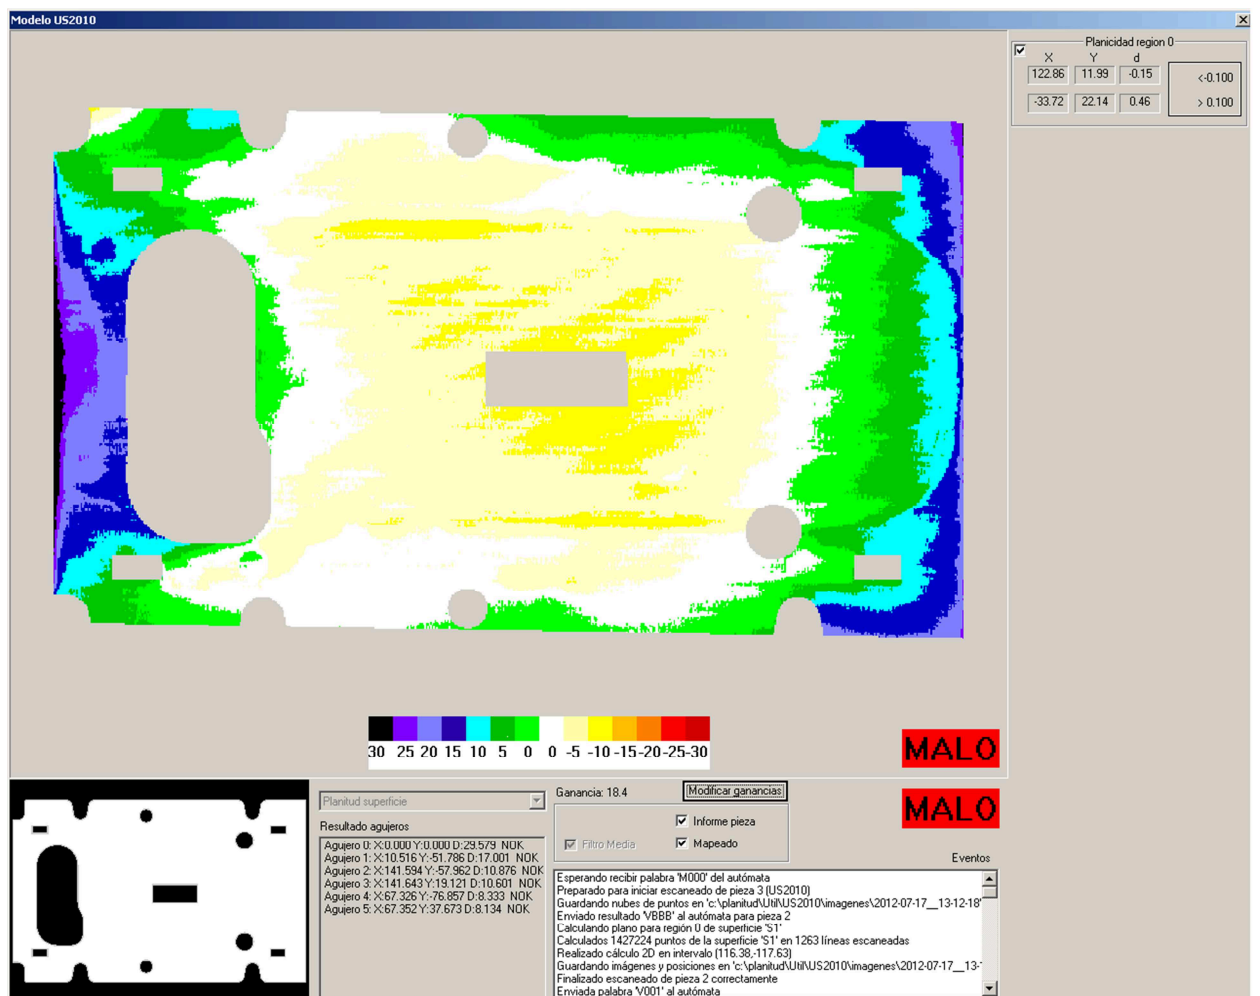 Modelo US2010
Planicidad region 0
X Y d
122.86 11.99 -0.15 <-0.100
-33.72 22.14 0.46 > 0.100
30 25 20 15 10 5 0 0 -5 -10 -15 -20 -25 -30
MALO
Planitud superficie
Resultado agujeros
Agujero 0: X:0.000 Y:0.000 D:29.579 NOK
Agujero 1: X:10.516 Y:-51.786 D:17.001 NOK
Agujero 2: X:141.594 Y:-57.962 D:10.876 NOK
Agujero 3: X:141.643 Y:19.121 D:10.601 NOK
Agujero 4: X:67.326 Y:-76.857 D:8.333 NOK
Agujero 5: X:67.352 Y:37.673 D:8.134 NOK
Ganancia: 18.4
Modificar ganancias
Informe pieza
Filtro Media
Mapeado
MALO
Eventos
Esperando recibir palabra 'M000' del autómata
Preparado para iniciar escaneado de pieza 3 (US2010)
Guardando nubes de puntos en 'c:\planitud\Util\US2010\imagenes\2012-07-17__13-12-18'
Enviado resultado 'VBBB' al autómata para pieza 2
Calculando plano para región 0 de superficie 'S1'
Calculados 1427224 puntos de la superficie 'S1' en 1263 líneas escaneadas
Realizado cálculo 2D en intervalo (116.38,-117.63)
Guardando imágenes y posiciones en 'c:\planitud\Util\US2010\imagenes\2012-07-17__13-
Finalizado escaneado de pieza 2 correctamente
Enviada palabra 'V001' al autómata